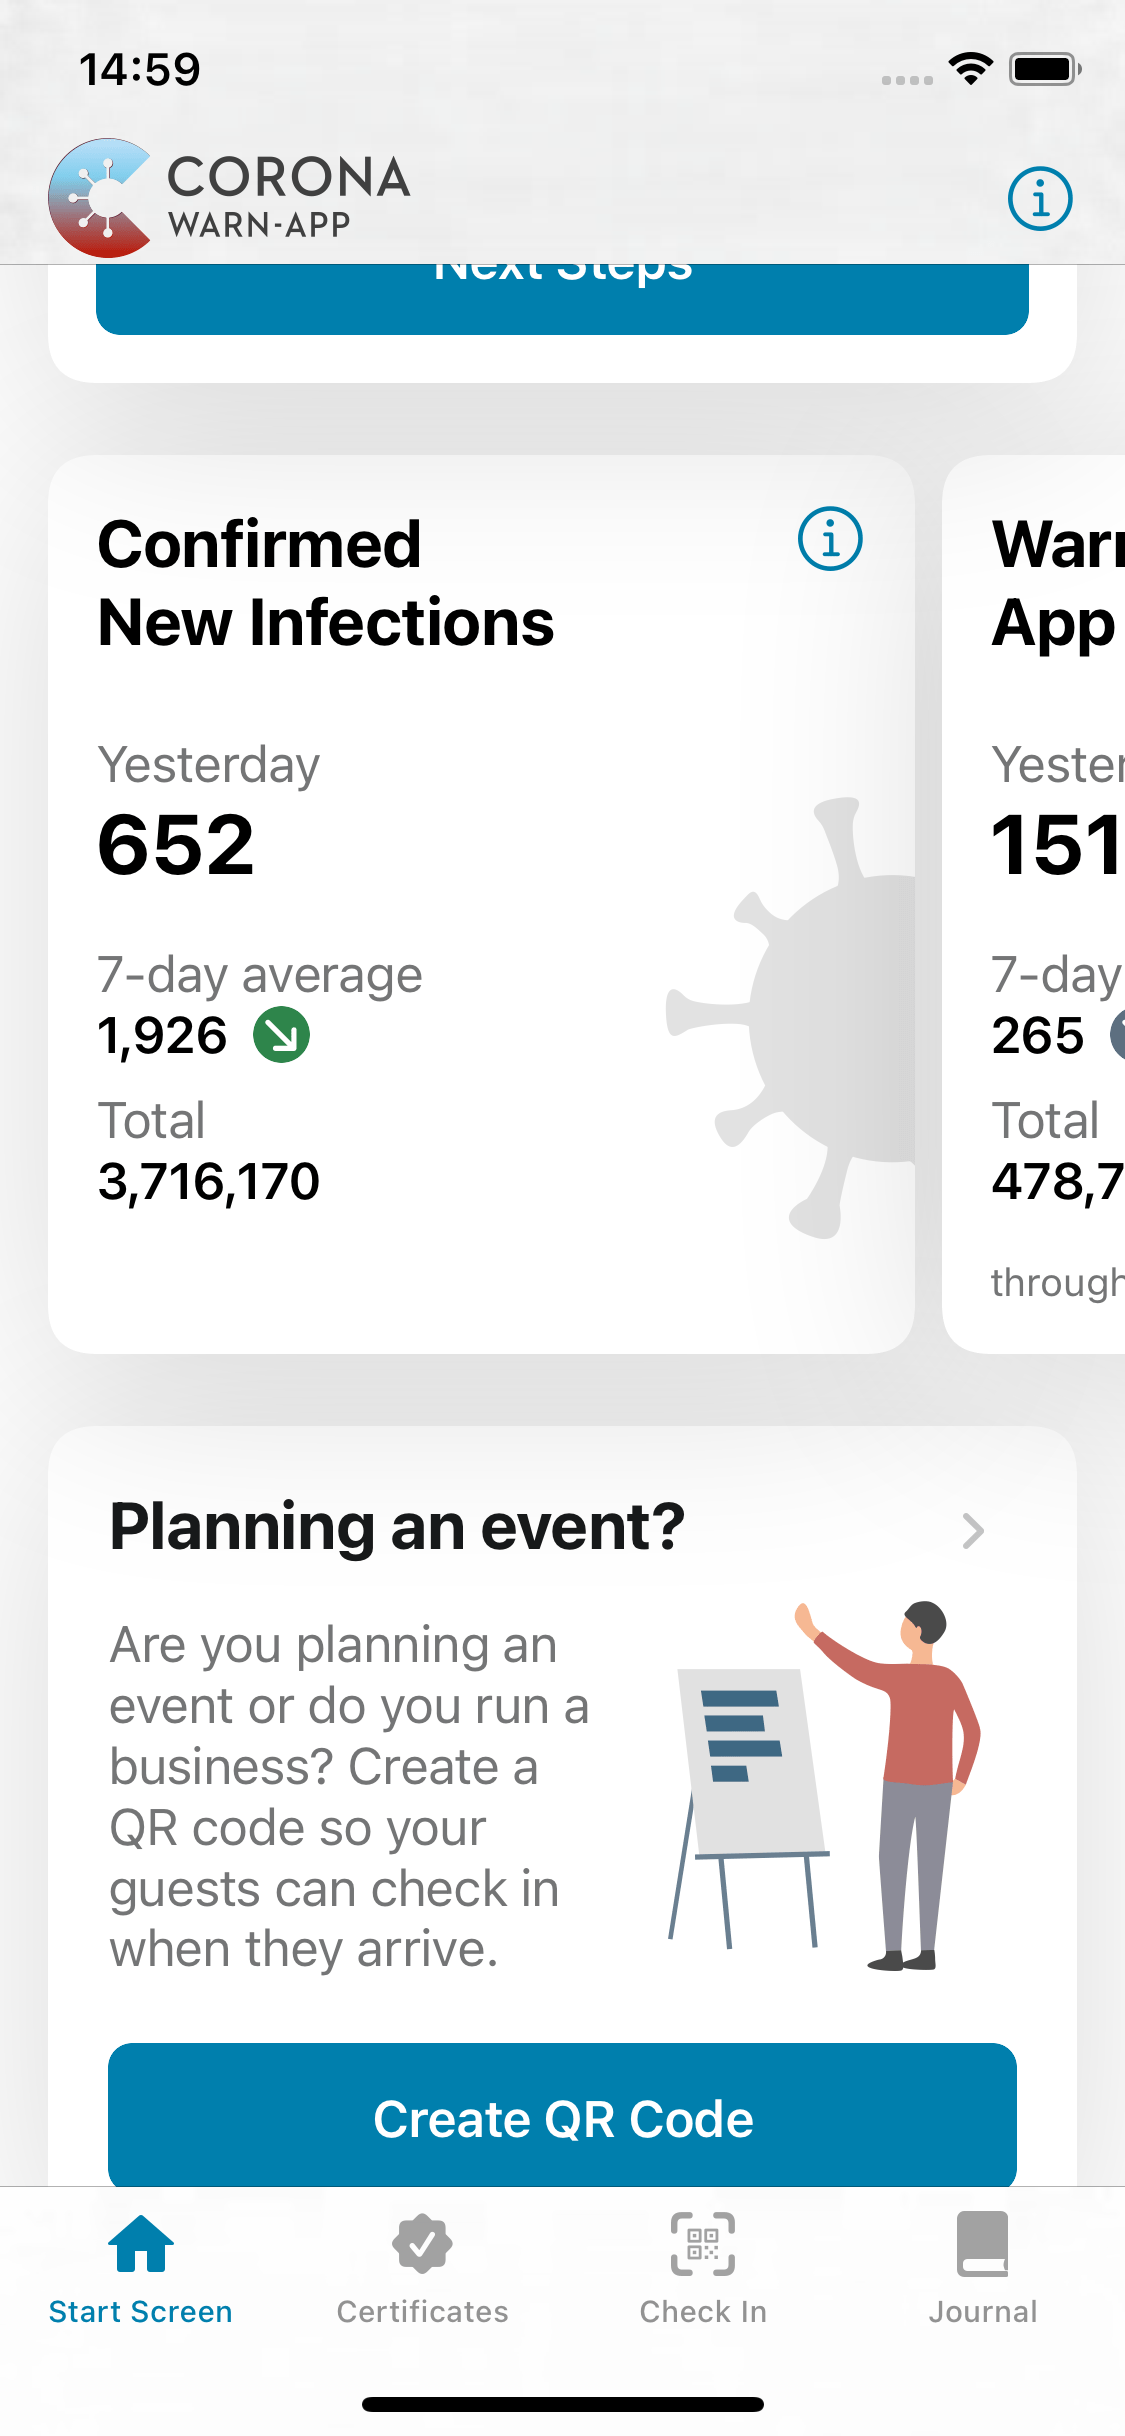 14:59
CORONA
WARN-APP
Next Steps
Confirmed
New Infections
Yesterday
652
7-day average
1,926
Total
3,716,170
App
151
7-day
265
Total
478,7
through
Planning an event?
Are you planning an
event or do you run a
business? Create a
QR code so your
guests can check in
when they arrive.
Create QR Code
Start Screen
Certificates
Check In
Journal